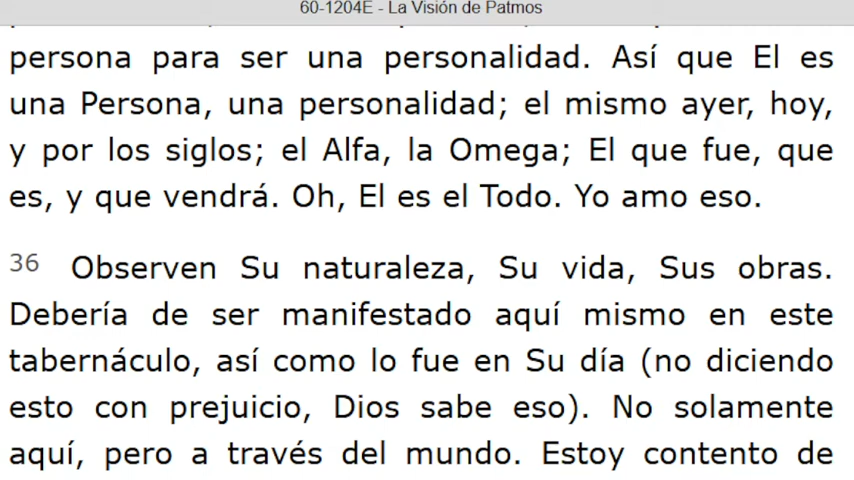 60-1204E - La Visión de Patmos
persona para ser una personalidad. Así que El es
una Persona, una personalidad; el mismo ayer, hoy,
y por los siglos; el Alfa, la Omega; El que fue, que
es, y que vendrá. Oh, El es el Todo. Yo amo eso.
36 Observen Su naturaleza, Su vida, Sus obras.
Debería de ser manifestado aquí mismo en este
tabernáculo, así como lo fue en Su día (no diciendo
esto con prejuicio, Dios sabe eso). No solamente
aquí, pero a través del mundo. Estoy contento de